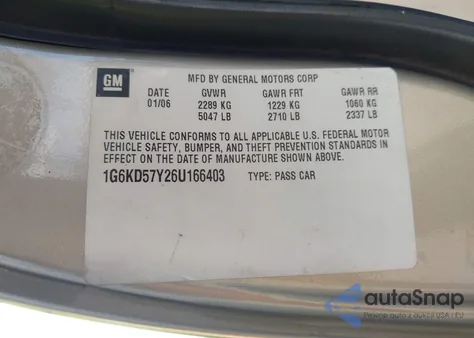 GM
MFD BY GENERAL MOTORS CORP
DATE GVWR GAWR FRT GAWR RR
01/06 2289 KG 1229 KG 1060 KG
5047 LB 2710 LB 2337 LB
THIS VEHICLE CONFORMS TO ALL APPLICABLE U.S. FEDERAL MOTOR
VEHICLE SAFETY, BUMPER, AND THEFT PREVENTION STANDARDS IN
EFFECT ON THE DATE OF MANUFACTURE SHOWN ABOVE.
1G6KD57Y26U166403 TYPE: PASS CAR
autoSnap